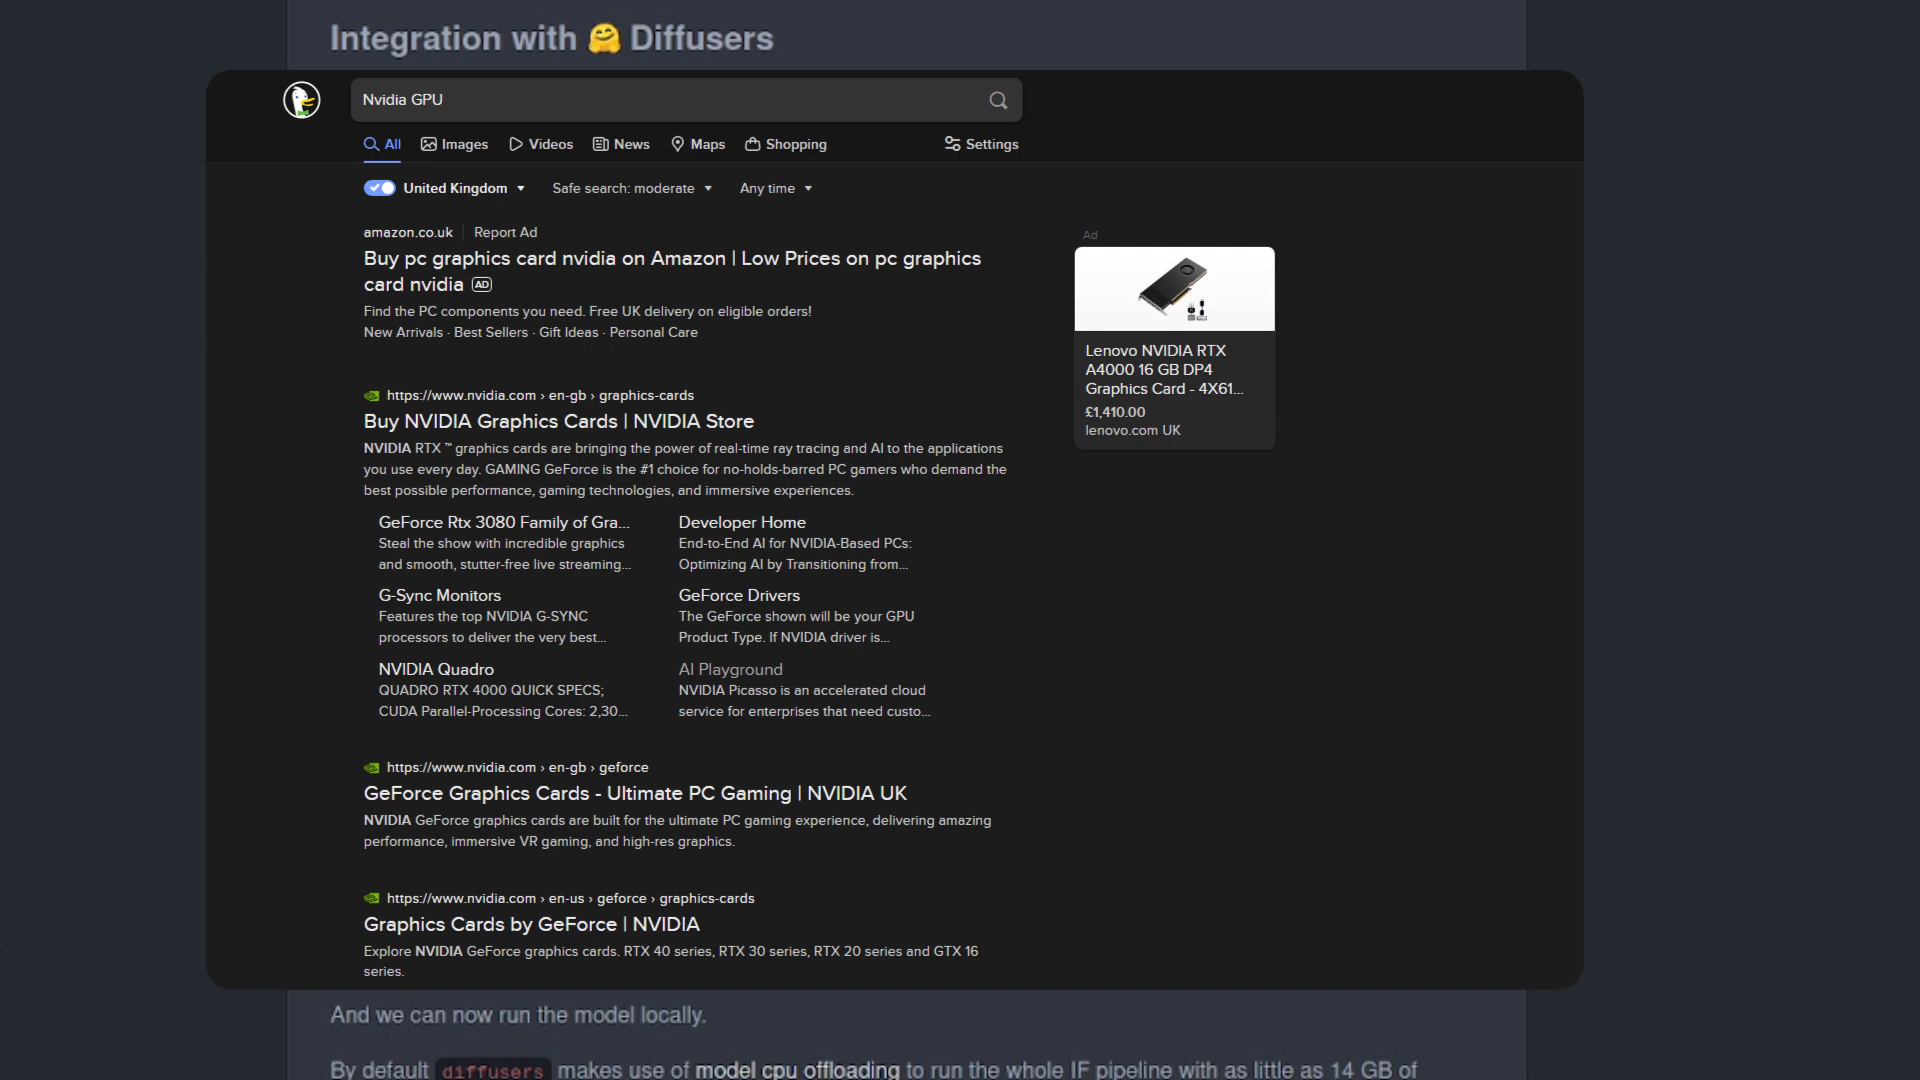 Integration with 🤗 Diffusers
Nvidia GPU
All Images Videos News Maps Shopping Settings
United Kingdom Safe search: moderate Any time
amazon.co.uk Report Ad
Buy pc graphics card nvidia on Amazon | Low Prices on pc graphics
card nvidia AD
Find the PC components you need. Free UK delivery on eligible orders!
New Arrivals · Best Sellers · Gift Ideas · Personal Care
Ad
Lenovo NVIDIA RTX
A4000 16 GB DP4
Graphics Card - 4X61...
£1,410.00
lenovo.com UK
https://www.nvidia.com › en-gb › graphics-cards
Buy NVIDIA Graphics Cards | NVIDIA Store
NVIDIA RTX ™ graphics cards are bringing the power of real-time ray tracing and AI to the applications
you use every day. GAMING GeForce is the #1 choice for no-holds-barred PC gamers who demand the
best possible performance, gaming technologies, and immersive experiences.
GeForce Rtx 3080 Family of Gra...
Steal the show with incredible graphics
and smooth, stutter-free live streaming...
Developer Home
End-to-End AI for NVIDIA-Based PCs:
Optimizing AI by Transitioning from...
G-Sync Monitors
Features the top NVIDIA G-SYNC
processors to deliver the very best...
GeForce Drivers
The GeForce shown will be your GPU
Product Type. If NVIDIA driver is...
NVIDIA Quadro
QUADRO RTX 4000 QUICK SPECS;
CUDA Parallel-Processing Cores: 2,30...
AI Playground
NVIDIA Picasso is an accelerated cloud
service for enterprises that need custo...
https://www.nvidia.com › en-gb › geforce
GeForce Graphics Cards - Ultimate PC Gaming | NVIDIA UK
NVIDIA GeForce graphics cards are built for the ultimate PC gaming experience, delivering amazing
performance, immersive VR gaming, and high-res graphics.
https://www.nvidia.com › en-us › geforce › graphics-cards
Graphics Cards by GeForce | NVIDIA
Explore NVIDIA GeForce graphics cards. RTX 40 series, RTX 30 series, RTX 20 series and GTX 16
series.
And we can now run the model locally.
By default diffusers makes use of model cpu offloading to run the whole IF pipeline with as little as 14 GB of